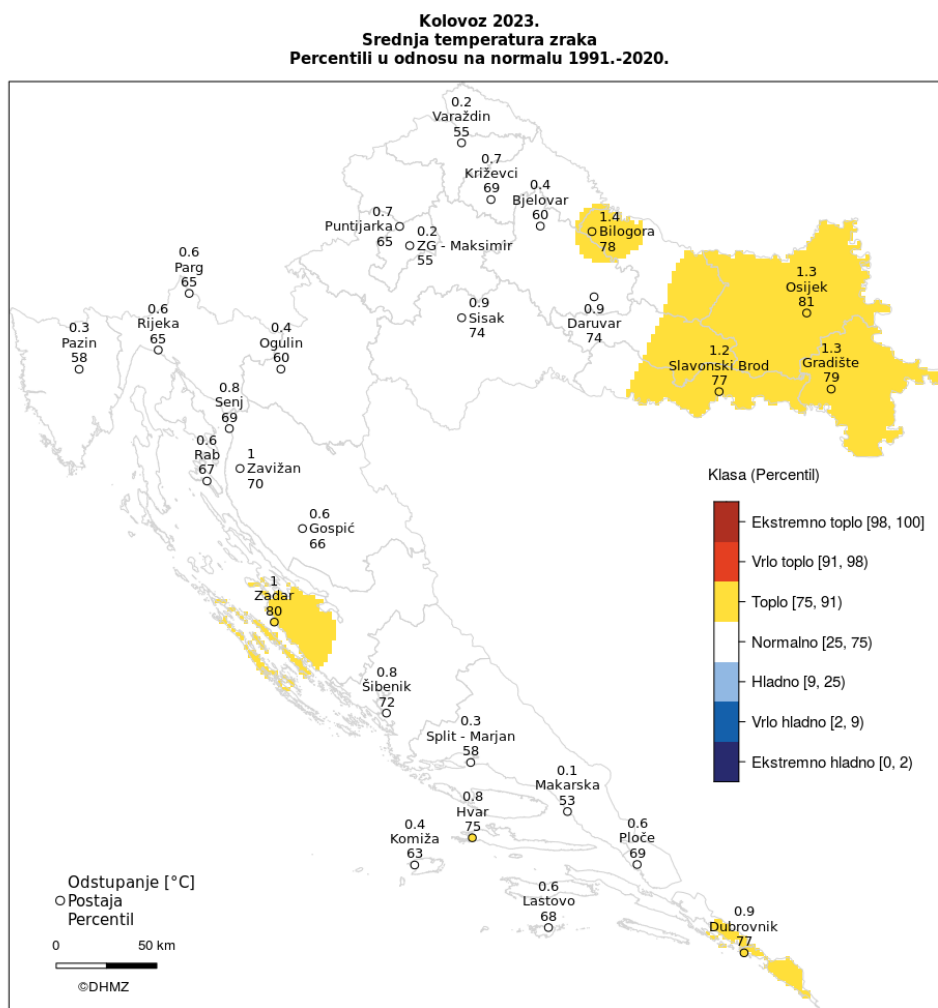 Kolovoz 2023.
Srednja temperatura zraka
Percentili u odnosu na normalu 1991.-2020.
0.2
Varaždin
55
0.7
Križevci
69
0.4
Bjelovar
60
1.4
Bilogora
78
0.7
Puntijarka
65
0.2
ZG - Maksimir
55
0.6
Parg
65
0.6
Rijeka
65
0.3
Pazin
58
0.4
Ogulin
60
0.9
Sisak
74
0.9
Daruvar
74
1.3
Osijek
81
1.2
Slavonski Brod
77
1.3
Gradište
79
0.8
Senj
69
0.6
Rab
67
1
Zavižan
70
0.6
Gospić
66
1
Zadar
80
0.8
Šibenik
72
0.3
Split - Marjan
58
0.1
Makarska
53
0.8
Hvar
75
0.4
Komiža
63
0.6
Ploče
69
0.6
Lastovo
68
0.9
Dubrovnik
77
Klasa (Percentil)
Ekstremno toplo [98, 100]
Vrlo toplo [91, 98)
Toplo [75, 91)
Normalno [25, 75)
Hladno [9, 25)
Vrlo hladno [2, 9)
Ekstremno hladno [0, 2)
Odstupanje [°C]
Postaja
Percentil
0 50 km
©DHMZ